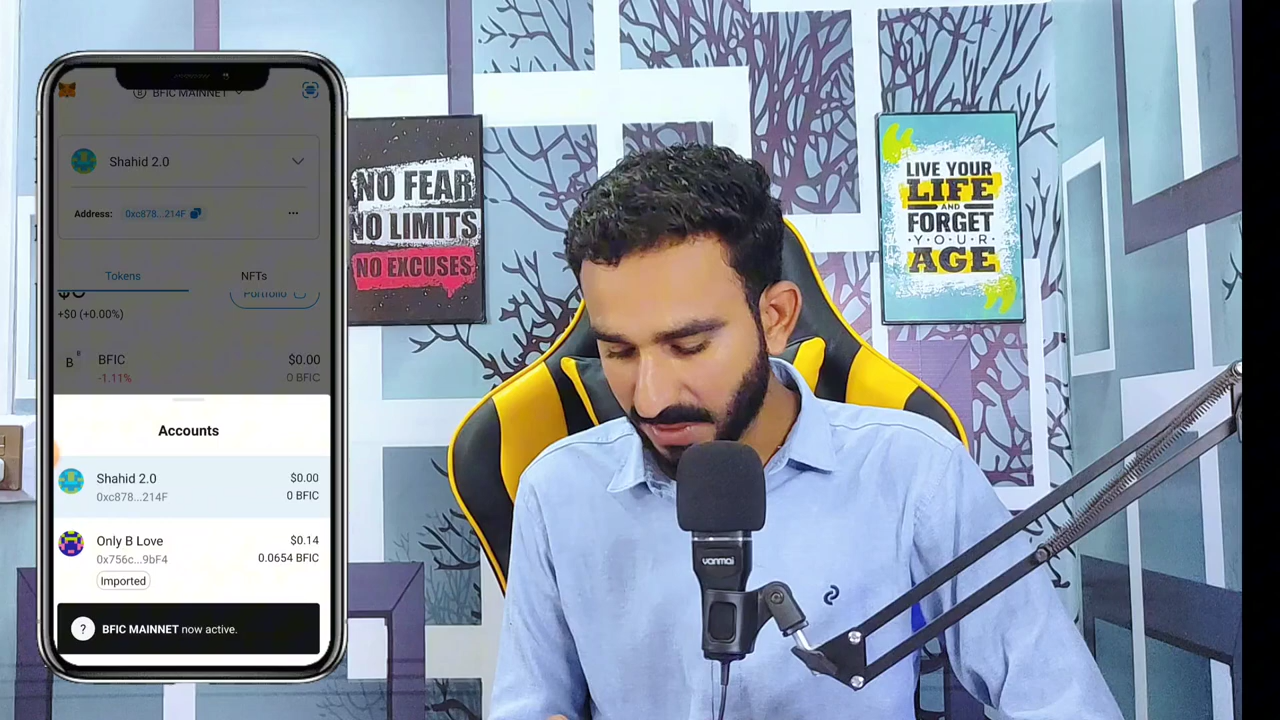 BFIC MAINNET
Shahid 2.0
Address: 0xc878...214F
Tokens NFTs
$0 Portfolio
+$0 (+0.00%)
BFIC $0.00
-1.11% 0 BFIC
Accounts
Shahid 2.0 $0.00
0xc878...214F 0 BFIC
Only B Love $0.14
0x756c...9bF4 0.0654 BFIC
Imported
? BFIC MAINNET now active.
NO FEAR
NO LIMITS
NO EXCUSES
LIVE YOUR
LIFE
AND
FORGET
YOUR
AGE
vanmai